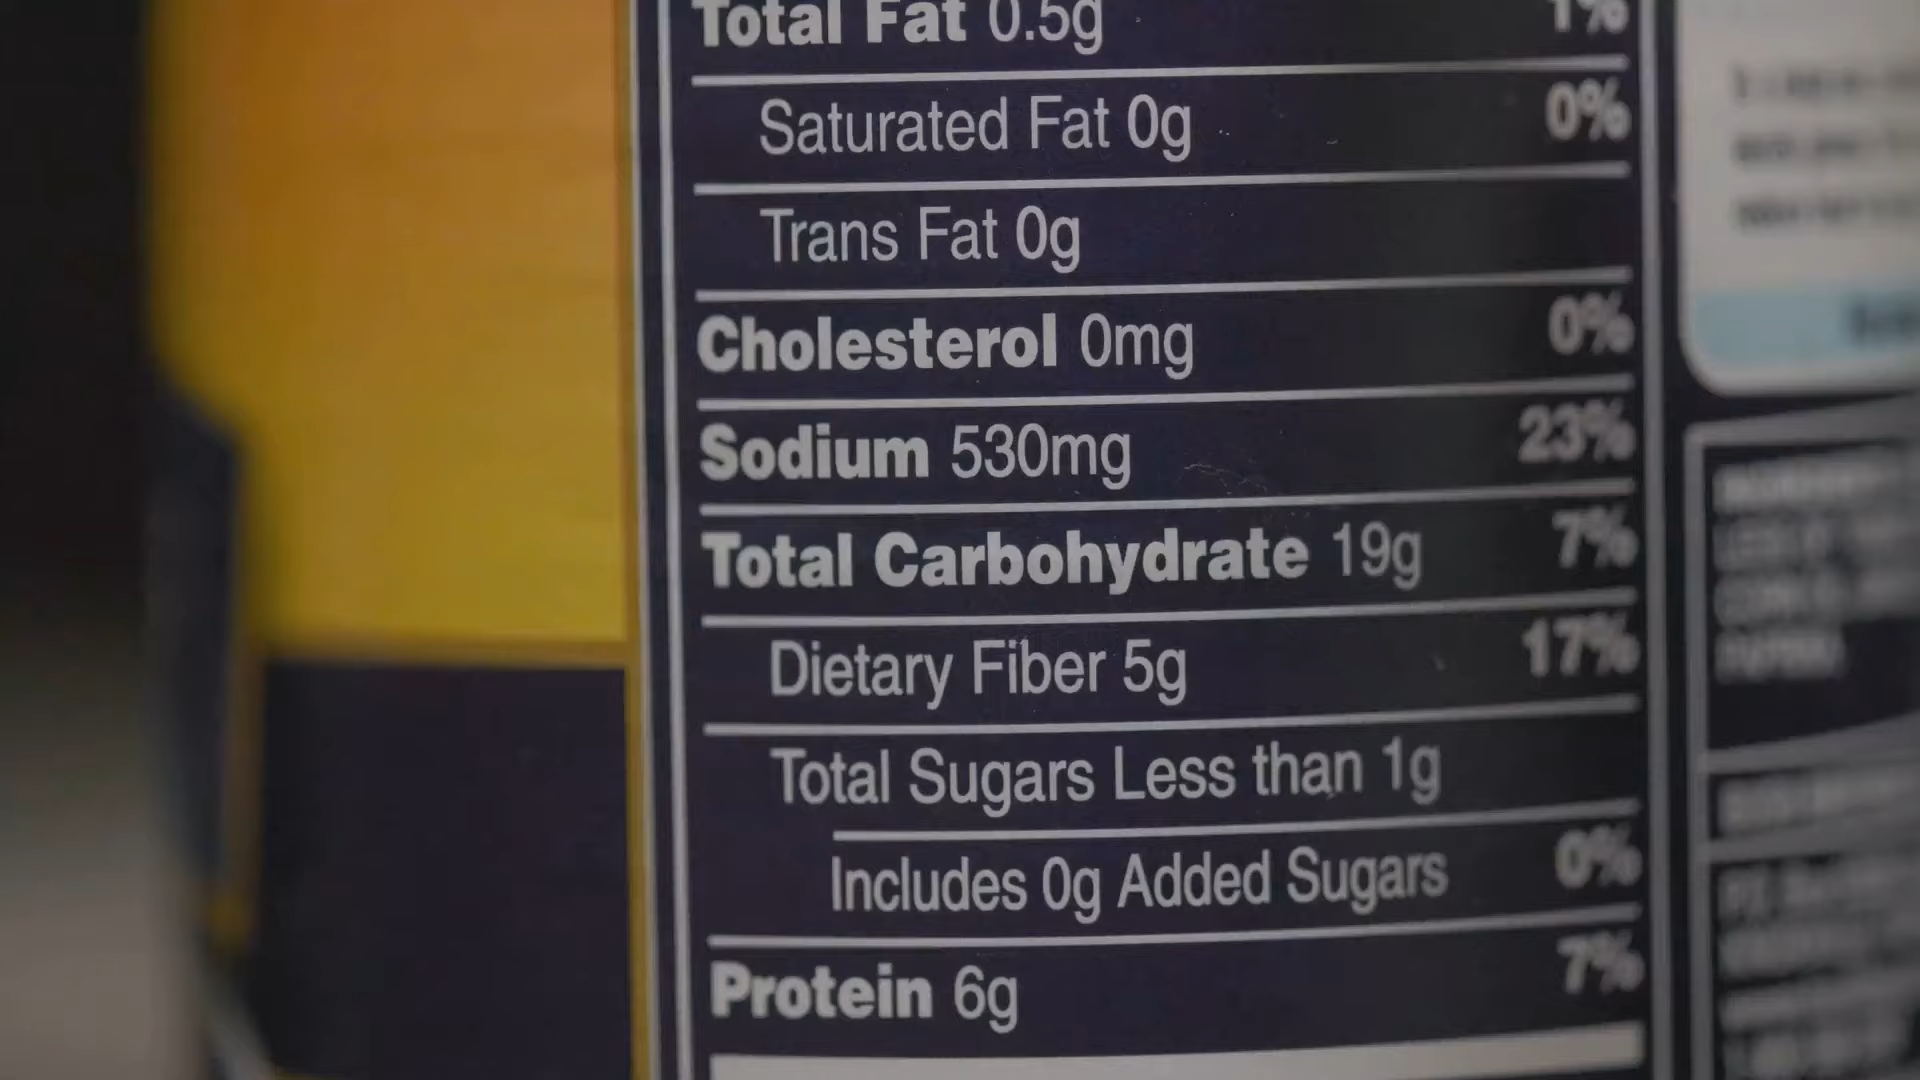 Total Fat 0.5g 1%
Saturated Fat 0g 0%
Trans Fat 0g
Cholesterol 0mg 0%
Sodium 530mg 23%
Total Carbohydrate 19g 7%
Dietary Fiber 5g 17%
Total Sugars Less than 1g
Includes 0g Added Sugars 0%
Protein 6g 7%